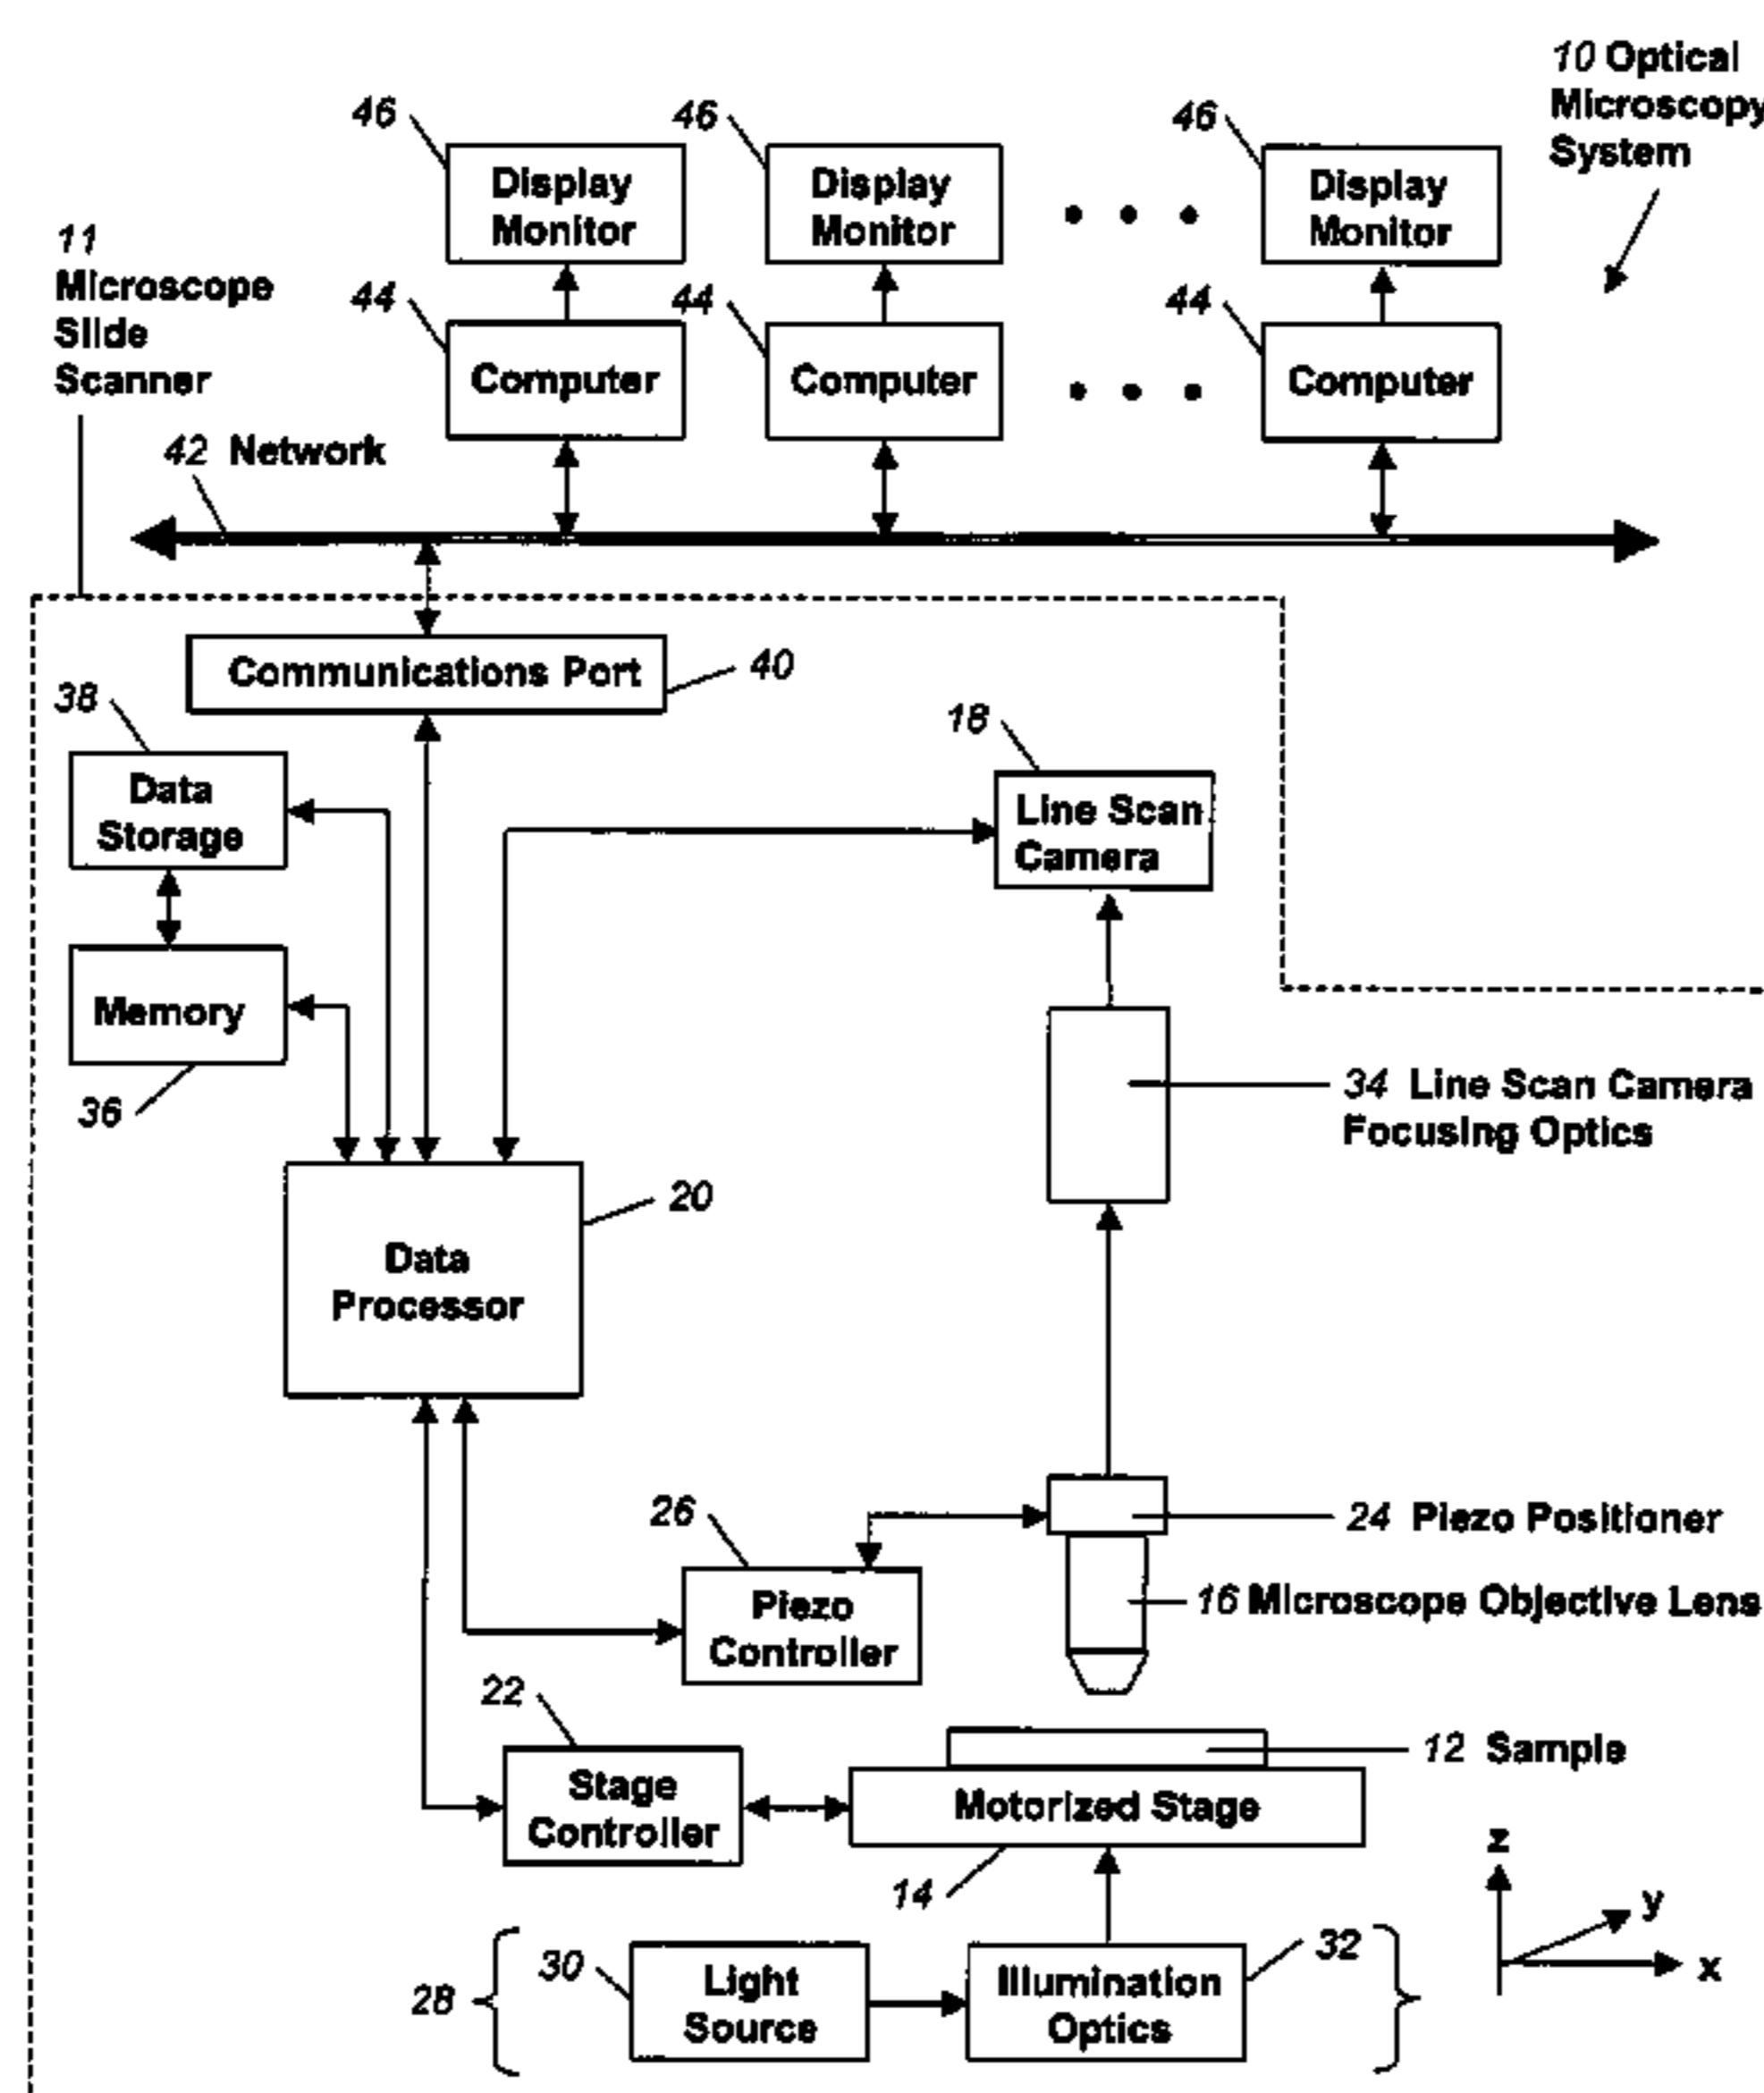 10 Optical
Microscopy
System
46
46
46
Display
Monitor
Display
Monitor
Display
Monitor
11
Microscope
Slide
Scanner
44
44
44
Computer
Computer
Computer
42 Network
Communications Port
40
38
18
Data
Storage
Line Scan
Camera
Memory
36
34 Line Scan Camera
Focusing Optics
20
Data
Processor
26
24 Piezo Positioner
Piezo
Controller
16 Microscope Objective Lens
22
12 Sample
Stage
Controller
Motorized Stage
14
z
y
x
28
30
Light
Source
Illumination
Optics
32